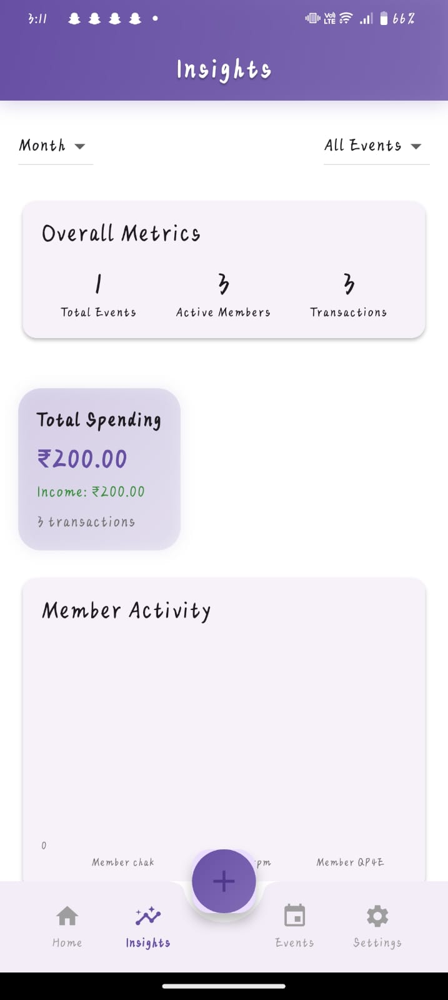 3:11 66%
Insights
Month All Events
Overall Metrics
1 3 3
Total Events Active Members Transactions
Total Spending
₹200.00
Income: ₹200.00
3 transactions
Member Activity
0
Member chak pm Member QP4E
Home Insights Events Settings